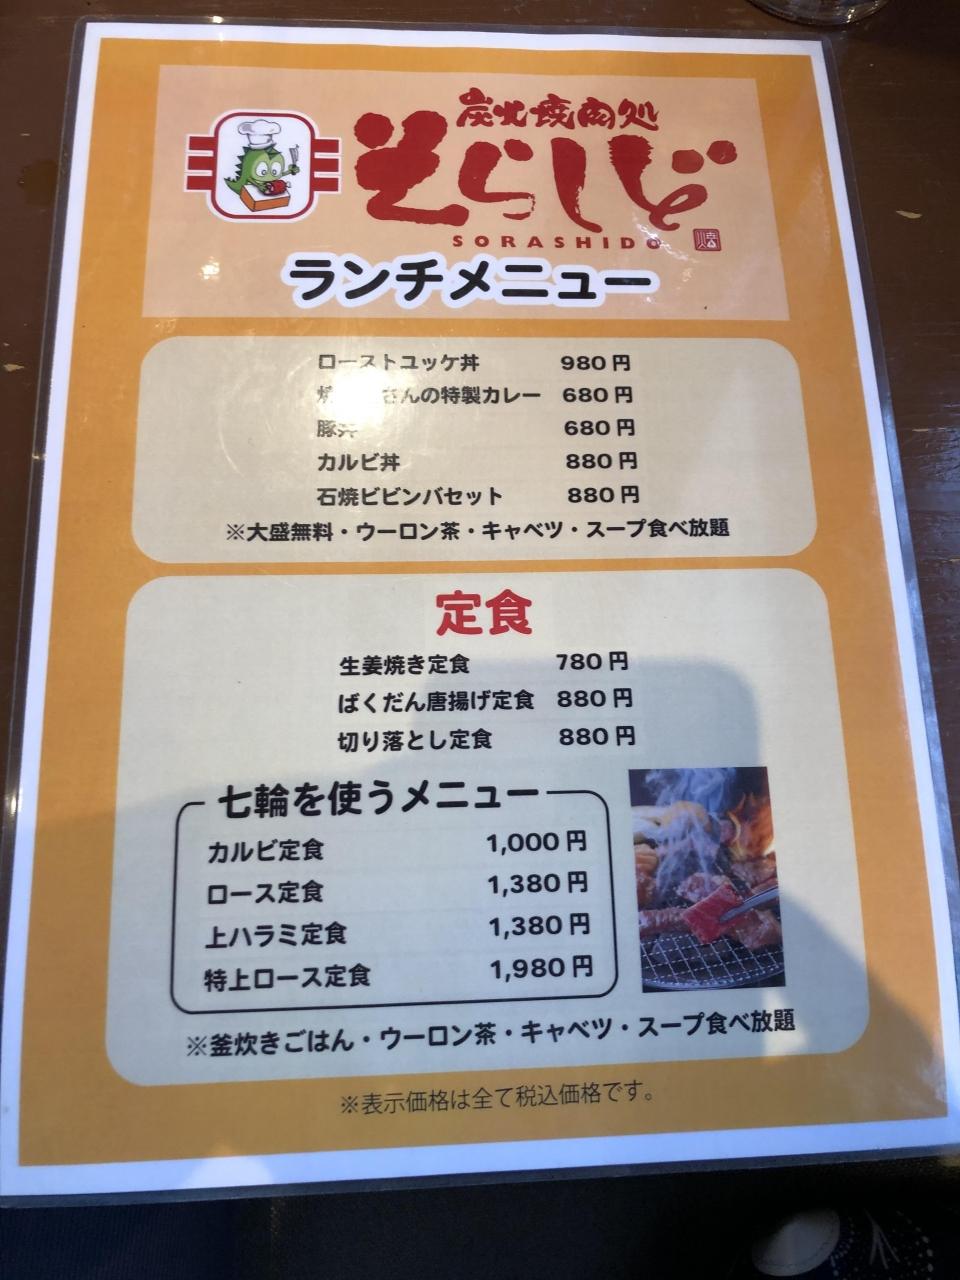 炭火焼肉処
そらしど
SORASHIDO
ランチメニュー
ローストユッケ丼 980円
焼 さんの特製カレー 680円
豚丼 680円
カルビ丼 880円
石焼ビビンバセット 880円
※大盛無料・ウーロン茶・キャベツ・スープ食べ放題
定食
生姜焼き定食 780円
ばくだん唐揚げ定食 880円
切り落とし定食 880円
七輪を使うメニュー
カルビ定食 1,000円
ロース定食 1,380円
上ハラミ定食 1,380円
特上ロース定食 1,980円
※釜炊きごはん・ウーロン茶・キャベツ・スープ食べ放題
※表示価格は全て税込価格です。